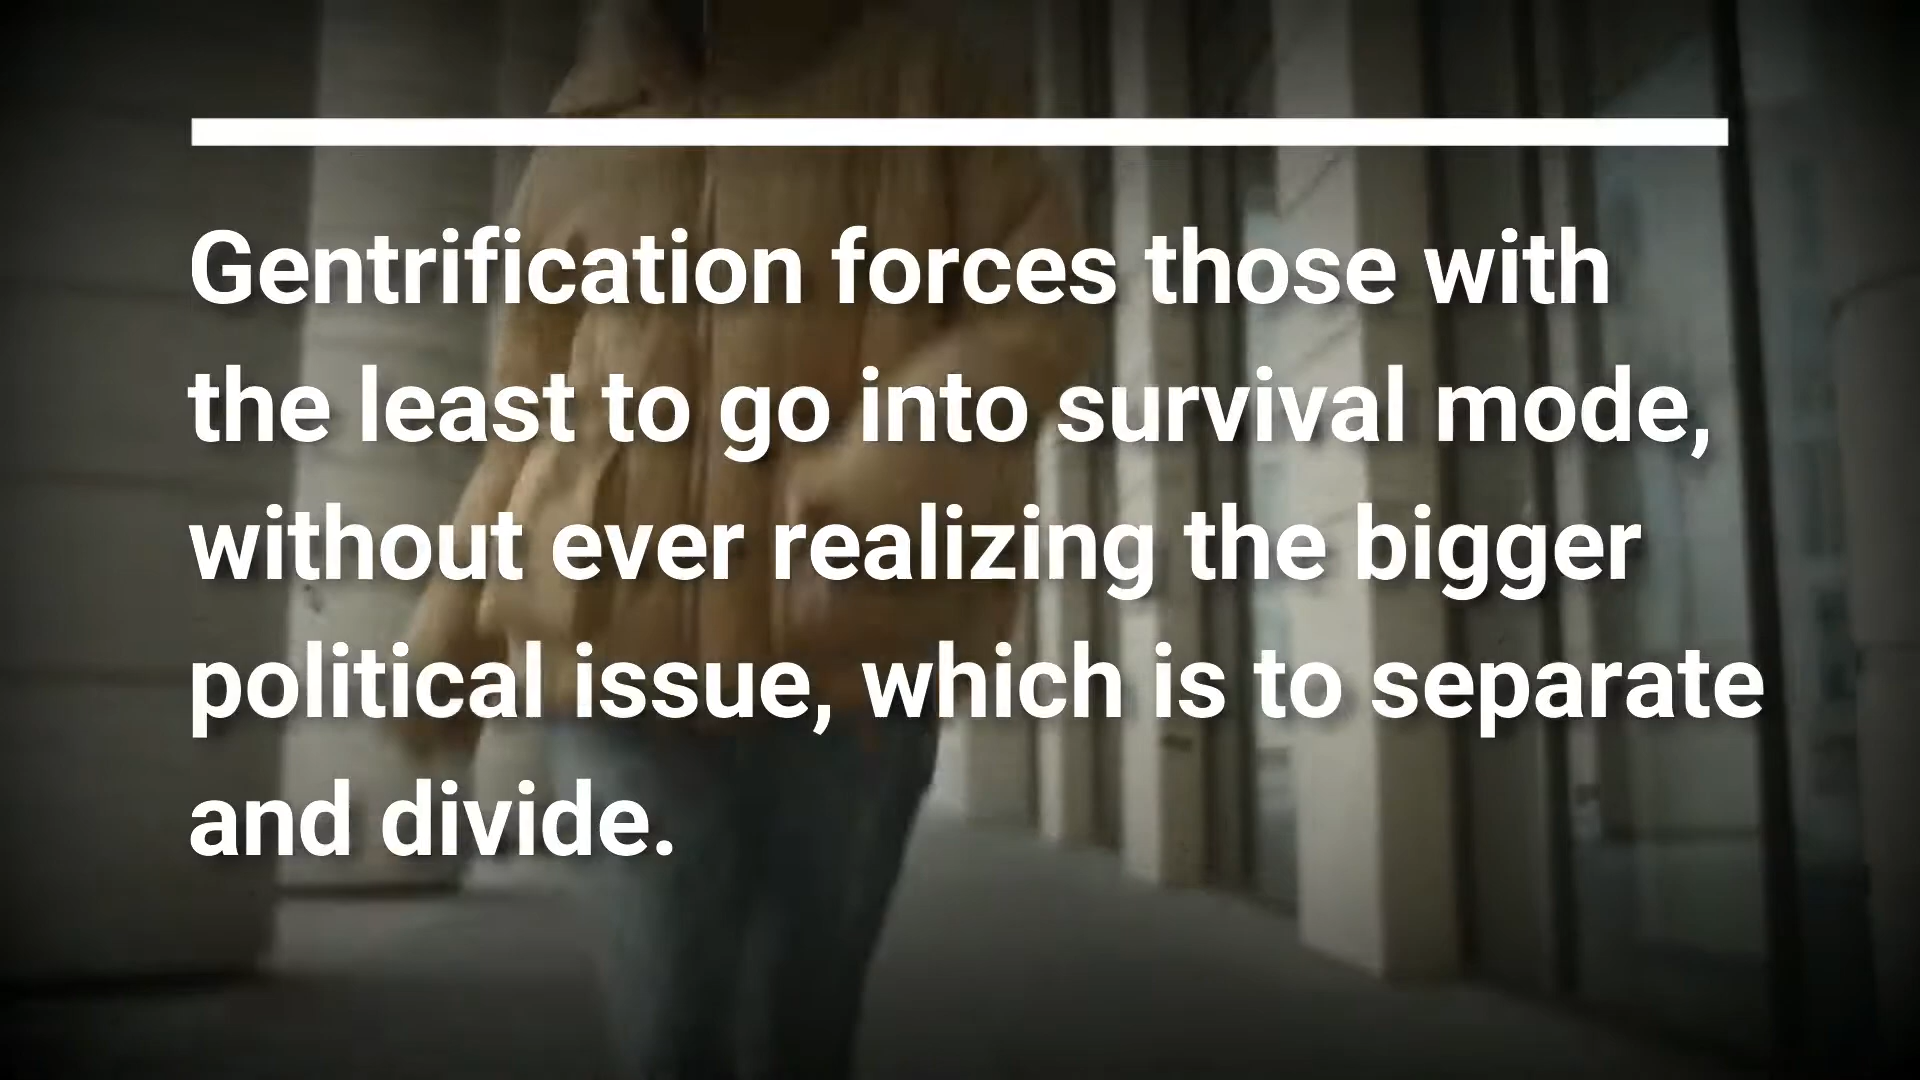 Gentrification forces those with
the least to go into survival mode,
without ever realizing the bigger
political issue, which is to separate
and divide.